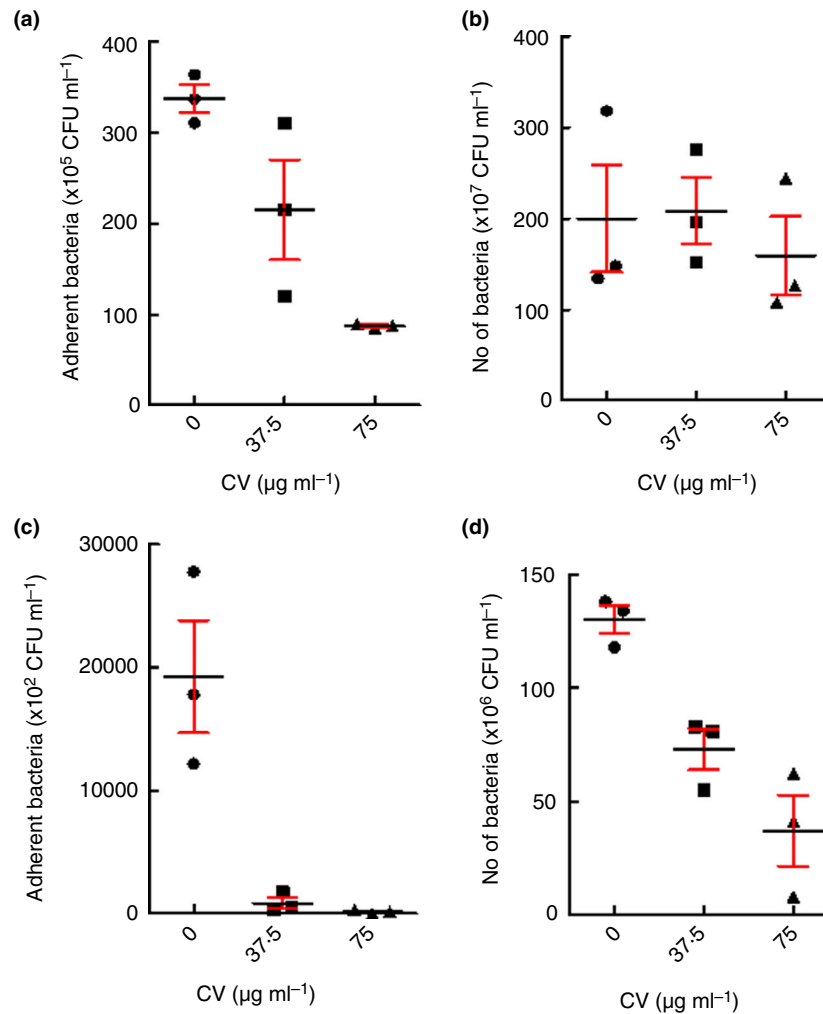 (a)
Adherent bacteria (x10⁵ CFU ml⁻¹)
400
300
200
100
0
0
37·5
75
CV (µg ml⁻¹)
(b)
No of bacteria (x10⁷ CFU ml⁻¹)
400
300
200
100
0
0
37·5
75
CV (µg ml⁻¹)
(c)
Adherent bacteria (x10² CFU ml⁻¹)
30000
20000
10000
0
0
37·5
75
CV (µg ml⁻¹)
(d)
No of bacteria (x10⁶ CFU ml⁻¹)
150
100
50
0
0
37·5
75
CV (µg ml⁻¹)